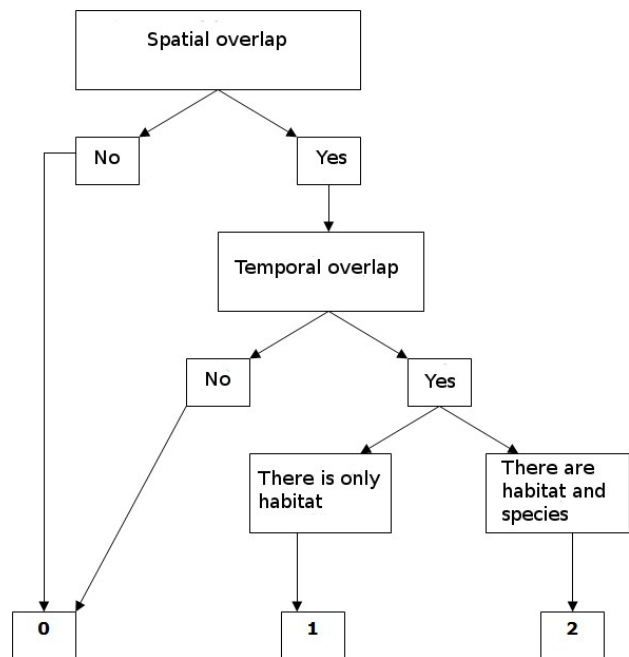 Spatial overlap
No
Yes
Temporal overlap
No
Yes
There is only
habitat
There are
habitat and
species
0
1
2